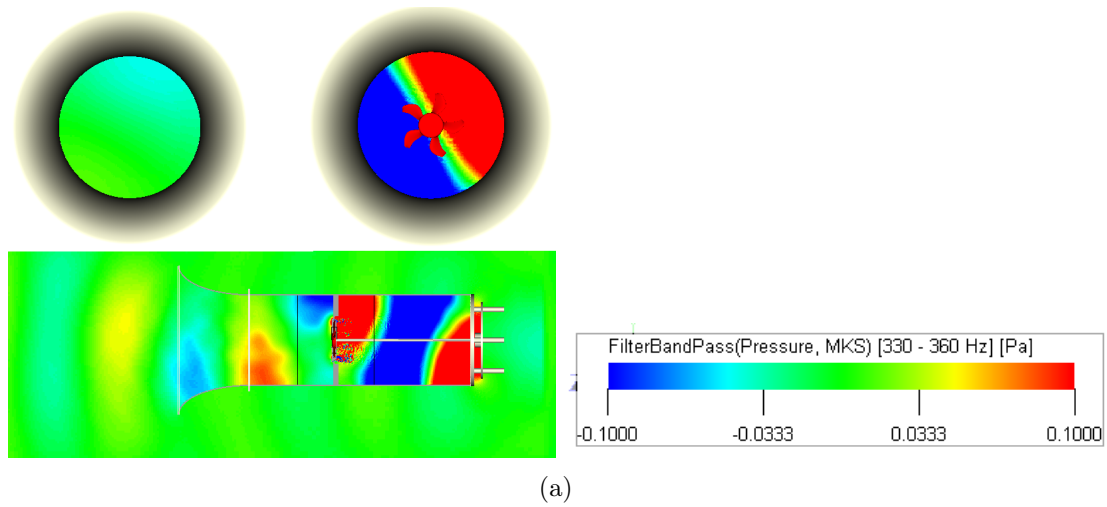 FilterBandPass(Pressure, MKS) [330 - 360 Hz] [Pa]
-0.1000 -0.0333 0.0333 0.1000
(a)